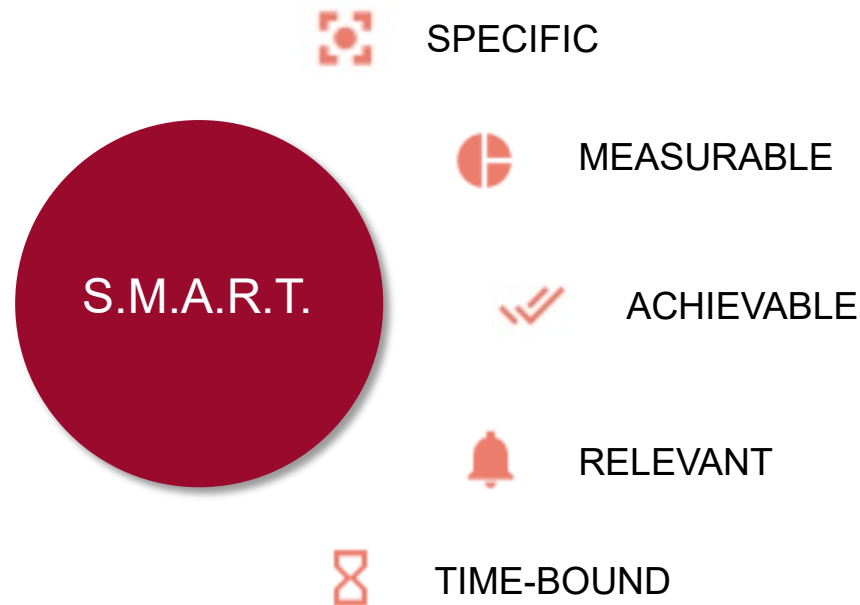 SPECIFIC
MEASURABLE
S.M.A.R.T.
ACHIEVABLE
RELEVANT
TIME-BOUND